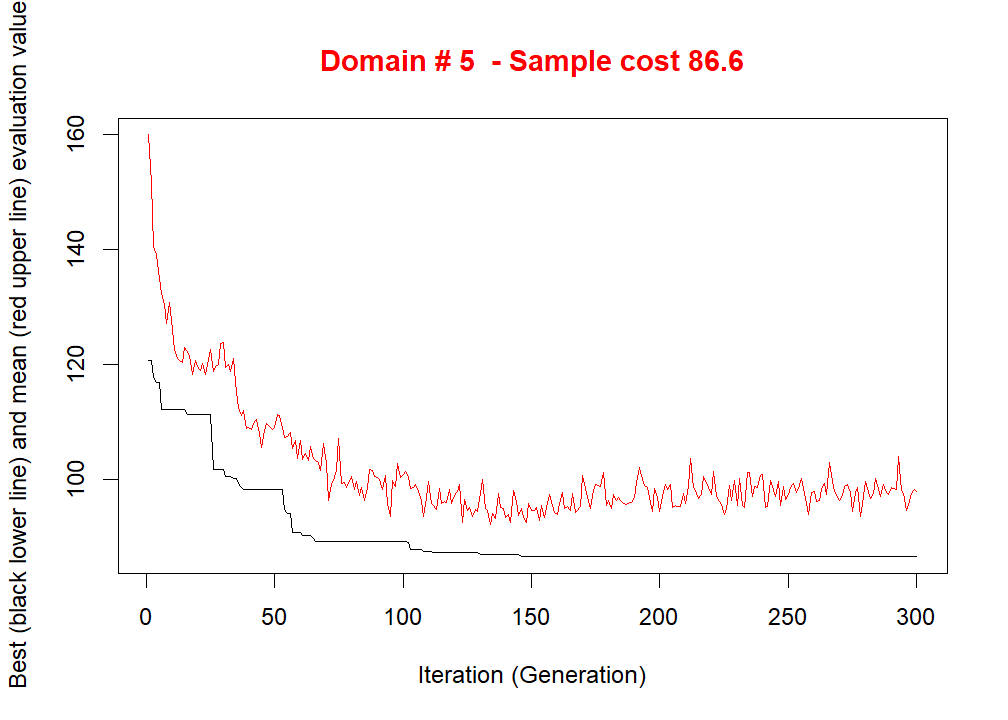 Domain # 5  - Sample cost 86.6
Best (black lower line) and mean (red upper line) evaluation value
160
140
120
100
0 50 100 150 200 250 300
Iteration (Generation)